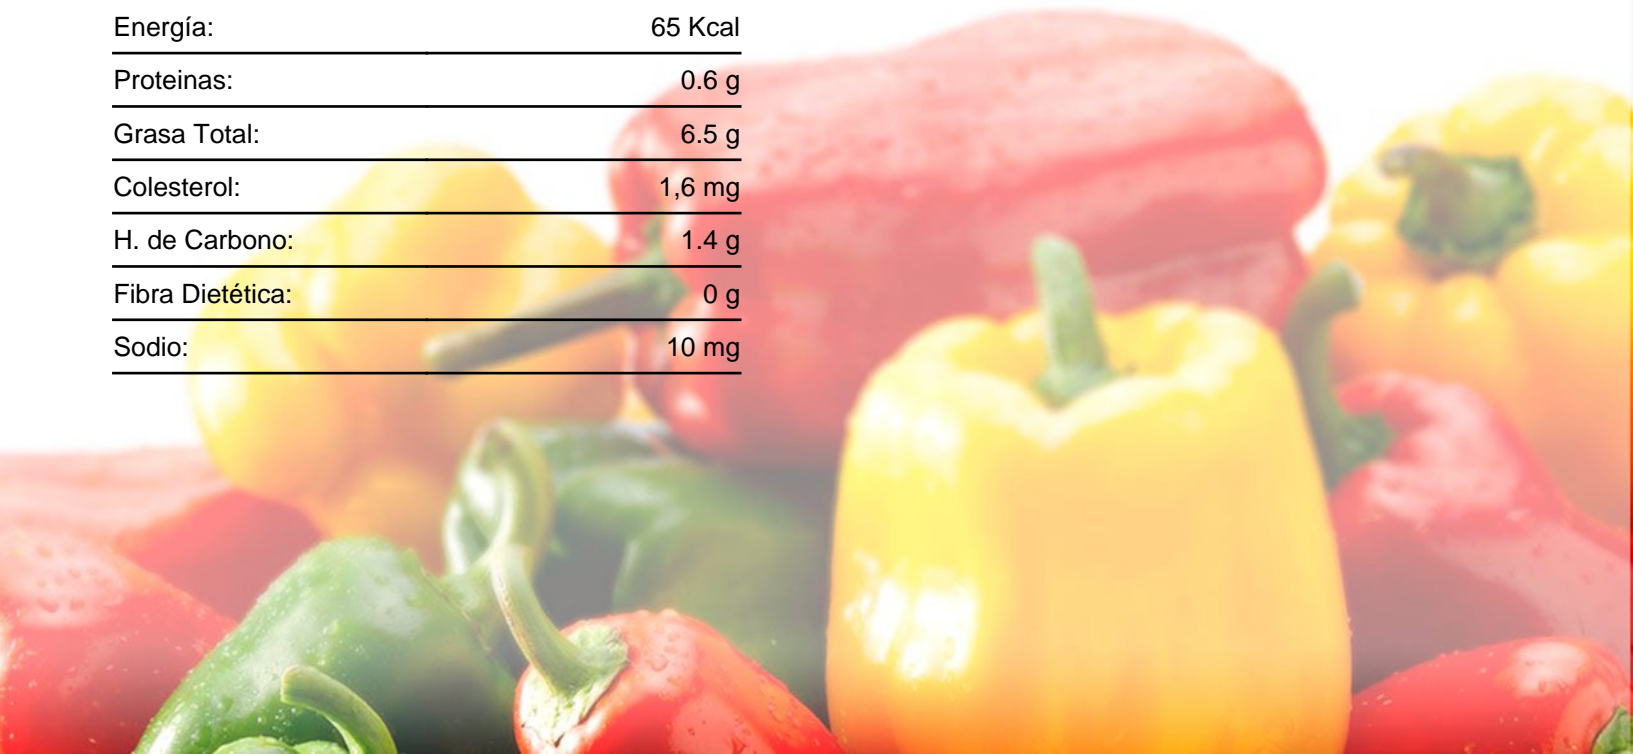 Energía: 65 Kcal
Proteinas: 0.6 g
Grasa Total: 6.5 g
Colesterol: 1,6 mg
H. de Carbono: 1.4 g
Fibra Dietética: 0 g
Sodio: 10 mg